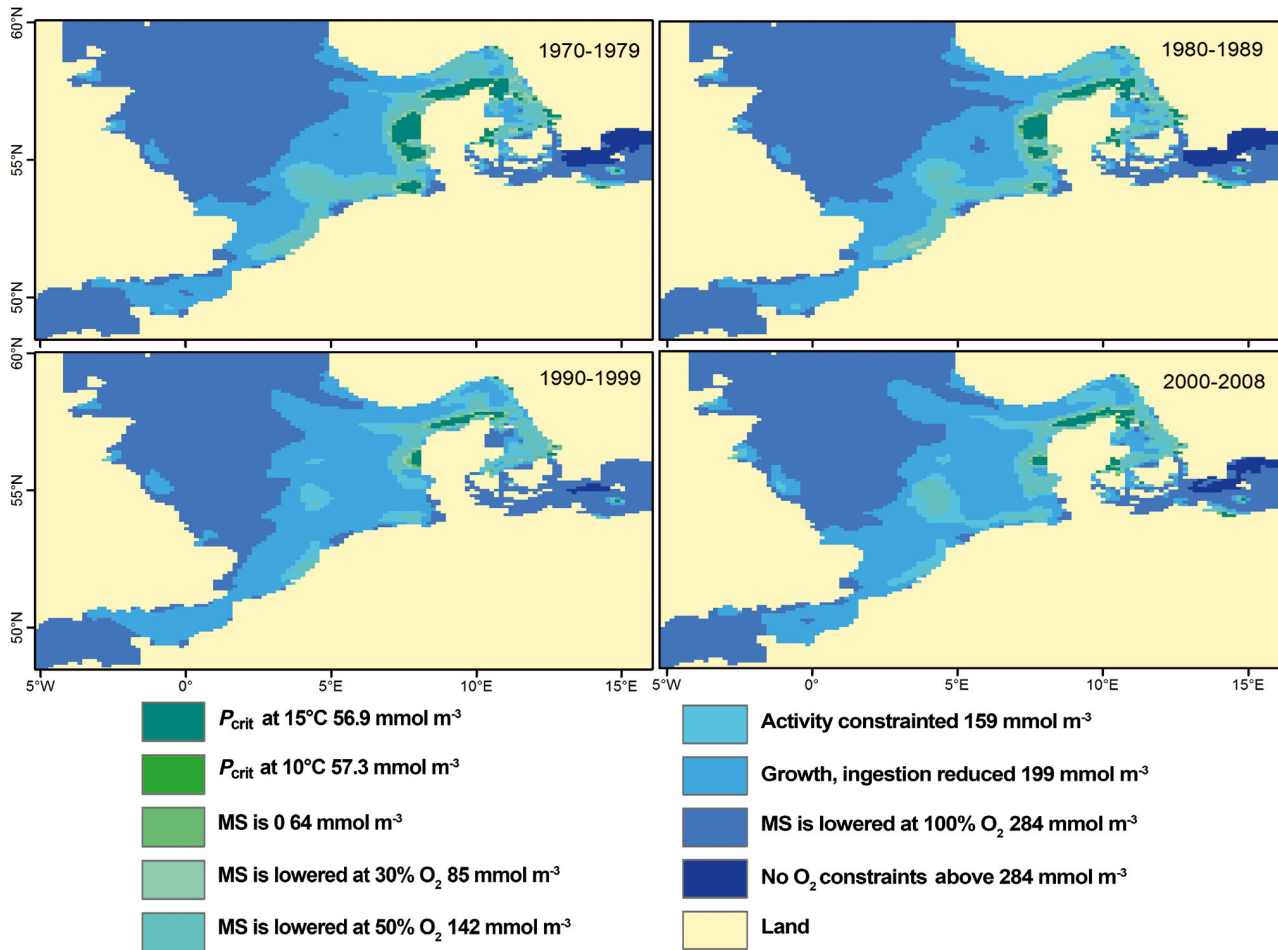 60°N
1970-1979
1980-1989
55°N
50°N
60°N
1990-1999
2000-2008
55°N
50°N
5°W 0° 5°E 10°E 15°E
5°W 0° 5°E 10°E 15°E
Pcrit at 15°C 56.9 mmol m-3
Pcrit at 10°C 57.3 mmol m-3
MS is 0 64 mmol m-3
MS is lowered at 30% O2 85 mmol m-3
MS is lowered at 50% O2 142 mmol m-3
Activity constrainted 159 mmol m-3
Growth, ingestion reduced 199 mmol m-3
MS is lowered at 100% O2 284 mmol m-3
No O2 constraints above 284 mmol m-3
Land